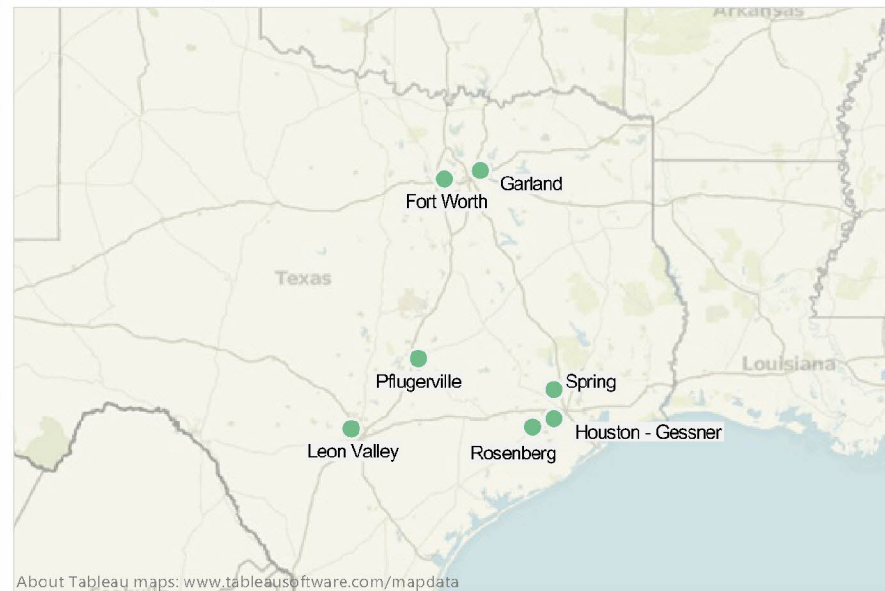 Arkansas
Garland
Fort Worth
Texas
Louisiana
Pflugerville
Spring
Houston - Gessner
Leon Valley
Rosenberg
About Tableau maps: www.tableausoftware.com/mapdata